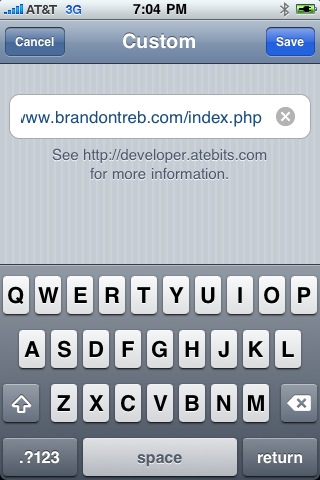 AT&T 3G 7:04 PM
Cancel Custom Save
www.brandontreb.com/index.php
See http://developer.atebits.com
for more information.
Q W E R T Y U I O P
A S D F G H J K L
Z X C V B N M
.?123 space return